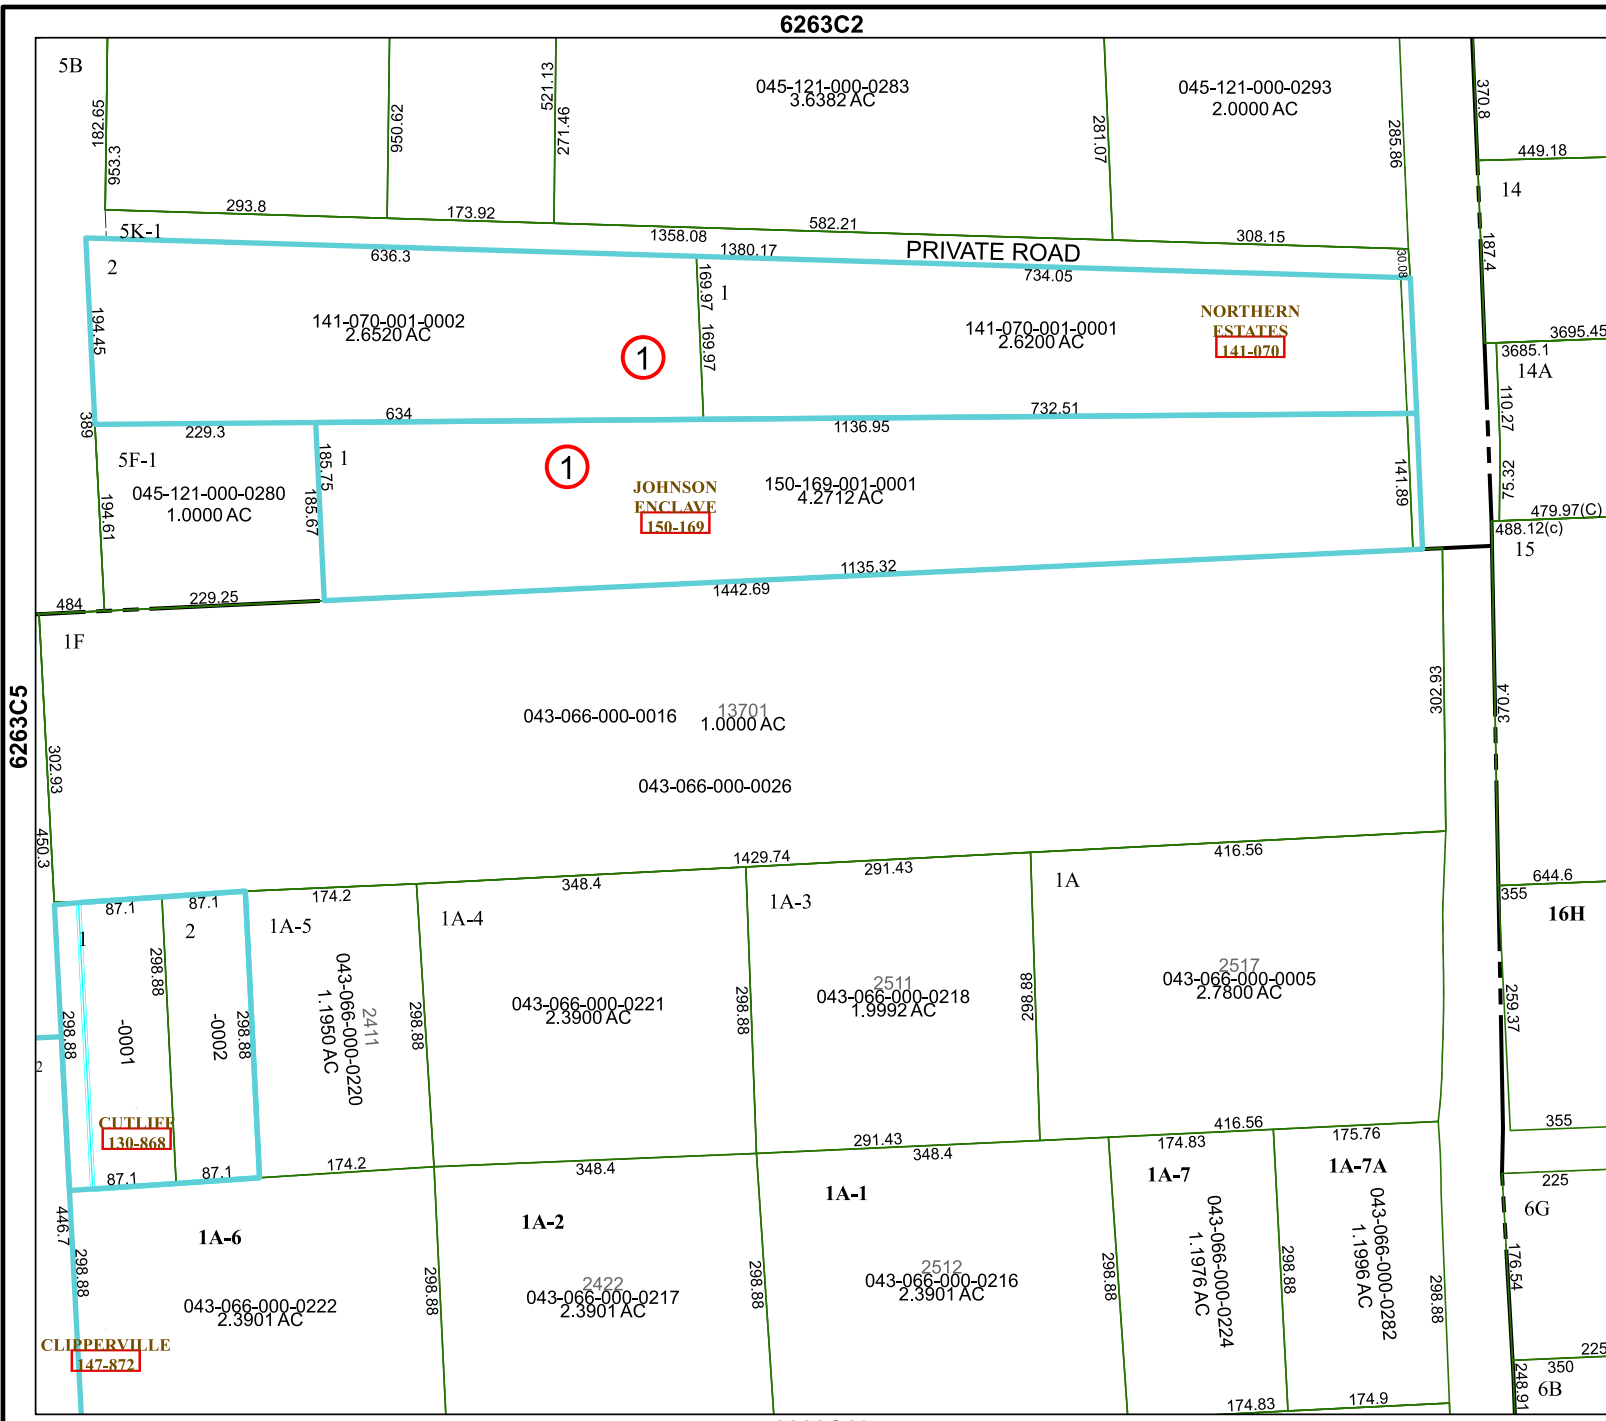 6263C2
5B
182.65
953.3
950.62
521.13
271.46
045-121-000-0283
3.6382 AC
281.07
045-121-000-0293
2.0000 AC
285.86
370.8
449.18
14
293.8
173.92
582.21
308.15
5K-1
1358.08
1380.17
PRIVATE ROAD
30.08
187.4
2
636.3
734.05
169.97
169.97
1
194.45
141-070-001-0002
2.6520 AC
1
141-070-001-0001
2.6200 AC
NORTHERN
ESTATES
141-070
3695.45
3685.1
14A
110.27
75.32
389
229.3
634
732.51
1136.95
5F-1
185.75
185.67
1
1
045-121-000-0280
1.0000 AC
194.61
JOHNSON
ENCLAVE
150-169
150-169-001-0001
4.2712 AC
141.89
479.97(C)
488.12(c)
15
484
229.25
1135.32
1442.69
1F
6263C5
302.93
450.3
043-066-000-0016
13701
1.0000 AC
043-066-000-0026
302.93
370.4
1429.74
291.43
416.56
644.6
355
16H
87.1
87.1
174.2
348.4
1
2
1A-5
1A-4
1A-3
1A
298.88
298.88
298.88
298.88
298.88
298.88
-0001
-0002
2411
043-066-000-0220
1.1950 AC
043-066-000-0221
2.3900 AC
2511
043-066-000-0218
1.9992 AC
2517
043-066-000-0005
2.7800 AC
259.37
2
CUTLIFF
130-868
87.1
87.1
174.2
348.4
291.43
348.4
416.56
174.83
175.76
355
225
446.7
298.88
1A-6
1A-2
1A-1
1A-7
1A-7A
6G
176.54
043-066-000-0222
2.3901 AC
298.88
2422
043-066-000-0217
2.3901 AC
298.88
2512
043-066-000-0216
2.3901 AC
298.88
043-066-000-0224
1.1976 AC
298.88
043-066-000-0282
1.1996 AC
298.88
CLIPPERVILLE
147-872
225
350
248.91
6B
174.83
174.9